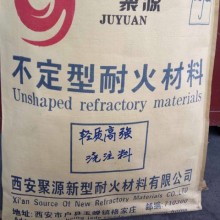 聚源
JUYUAN
不定型耐火材料
Unshaped refractory materials
轻质高强
浇注料
西安聚源新型耐火材料有限公司
Xi'an Source Of New Refractory Materials CO.,LTD